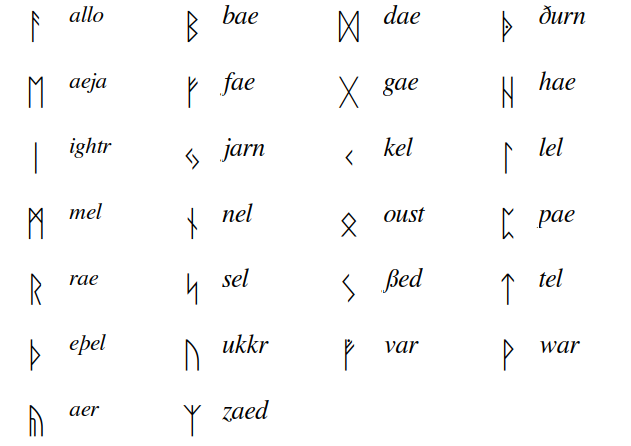 ᚨ allo ᛒ bae ᛞ dae ᚧ ðurn
ᛖ aeja ᚠ fae ᚷ gae ᚻ hae
ᛁ ightr ᛃ jarn ᚲ kel ᛚ lel
ᛗ mel ᚾ nel ᛟ oust ᛈ pae
ᚱ rae ᛋ sel ᛊ ßed ᛏ tel
ᚦ eþel ᚢ ukkr ᚡ var ᚹ war
ᚥ aer ᛉ zaed